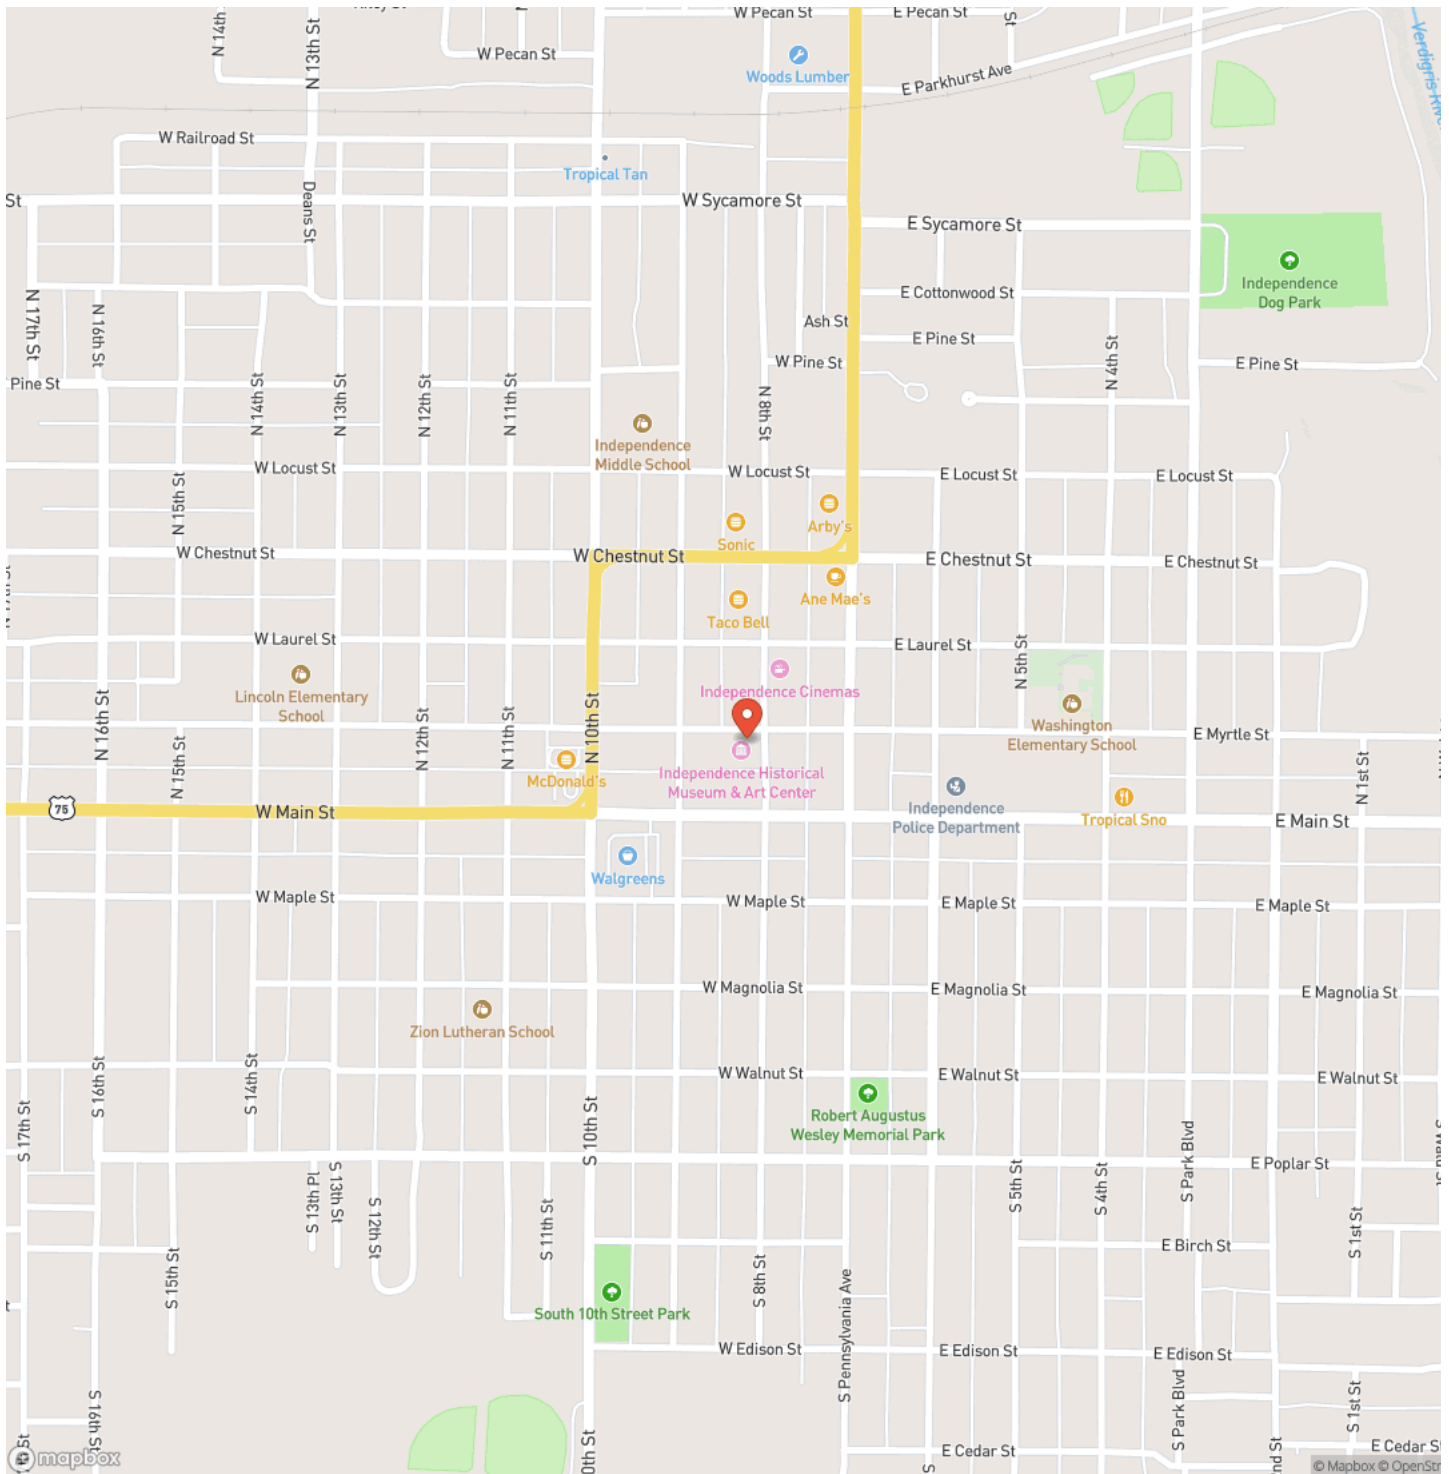 W Pecan St
E Pecan St
N 14th
N 13th St
W Pecan St
Woods Lumber
E Parkhurst Ave
Verdigris River
W Railroad St
Tropical Tan
St
W Sycamore St
Deans St
E Sycamore St
Independence
Dog Park
E Cottonwood St
N 17th St
N 16th St
Ash St
E Pine St
W Pine St
N 4th St
E Pine St
Pine St
N 14th St
N 13th St
N 12th St
N 11th St
N 8th St
Independence
Middle School
W Locust St
W Locust St
E Locust St
E Locust St
N 15th St
Arby's
Sonic
W Chestnut St
W Chestnut St
E Chestnut St
E Chestnut St
Ane Mae's
Taco Bell
W Laurel St
E Laurel St
N 5th St
Independence Cinemas
Lincoln Elementary
School
N 16th St
N 10th St
Washington
Elementary School
E Myrtle St
N 15th St
N 12th St
N 11th St
McDonald's
Independence Historical
Museum & Art Center
N 1st St
Independence
Police Department
Tropical Sno
75
W Main St
E Main St
Walgreens
W Maple St
W Maple St
E Maple St
E Maple St
W Magnolia St
E Magnolia St
E Magnolia St
Zion Lutheran School
W Walnut St
E Walnut St
E Walnut St
S 17th St
S 16th St
S 14th St
S 10th St
Robert Augustus
Wesley Memorial Park
S Park Blvd
E Poplar St
S 13th Pl
S 13th St
S 12th St
S 11th St
S 5th St
S 4th St
S 15th St
S 8th St
E Birch St
S 1st St
South 10th Street Park
S Pennsylvania Ave
W Edison St
E Edison St
E Edison St
S 16th St
S Park Blvd
S 1st St
E Cedar St
E Cedar St
mapbox
© Mapbox © OpenStr